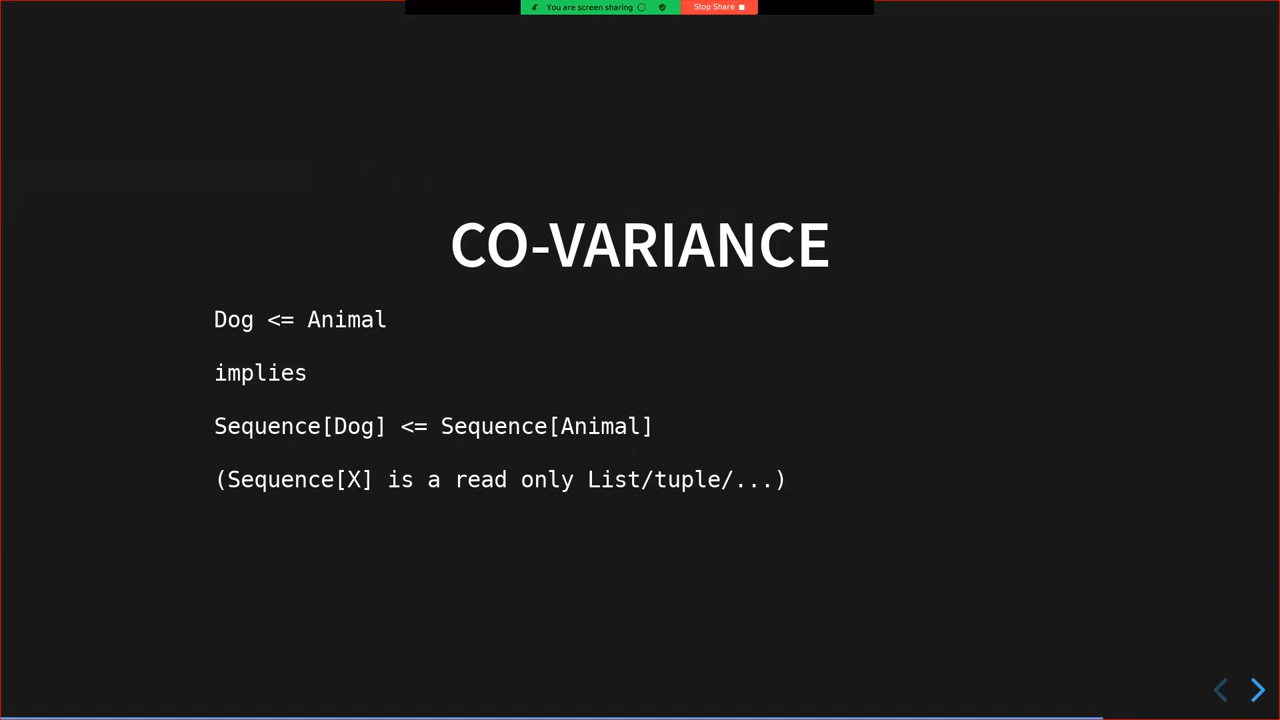 You are screen sharing
Stop Share
CO-VARIANCE
Dog <= Animal
implies
Sequence[Dog] <= Sequence[Animal]
(Sequence[X] is a read only List/tuple/...)